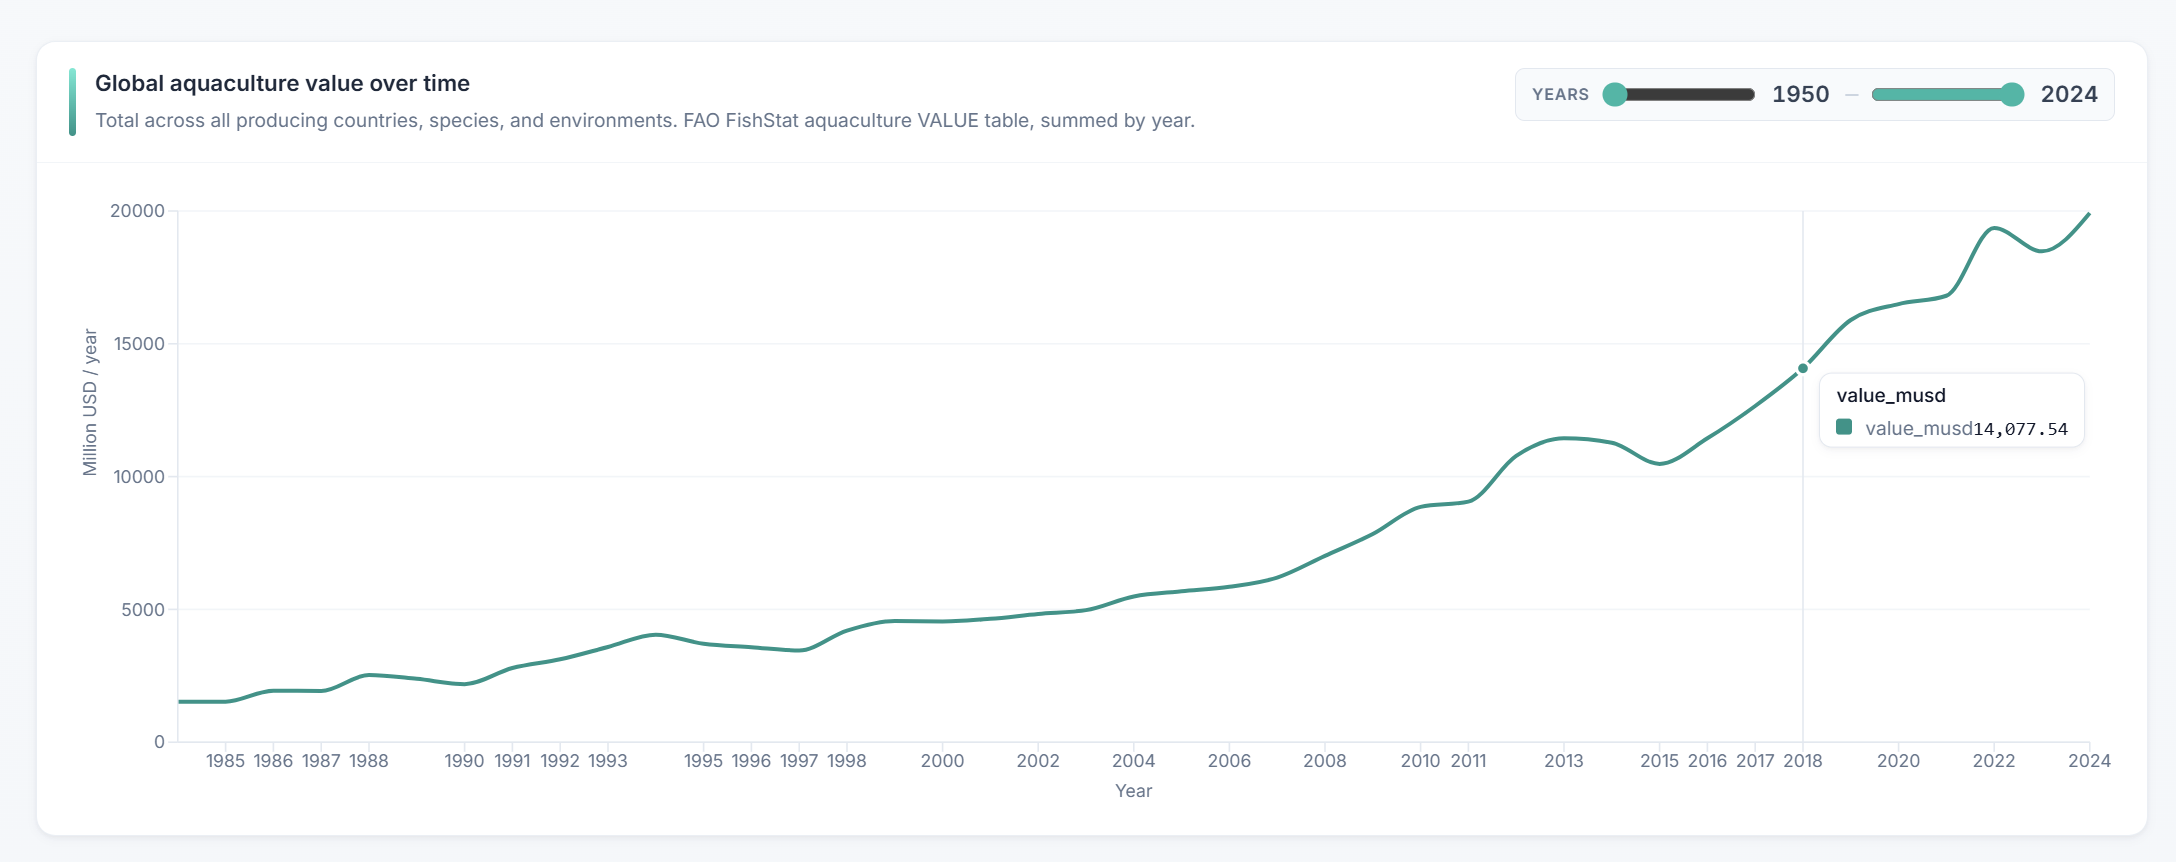 Global aquaculture value over time
Total across all producing countries, species, and environments. FAO FishStat aquaculture VALUE table, summed by year.
YEARS 1950 – 2024
20000
15000
10000
5000
0
Million USD / year
value_musd
value_musd14,077.54
1985 1986 1987 1988 1990 1991 1992 1993 1995 1996 1997 1998 2000 2002 2004 2006 2008 2010 2011 2013 2015 2016 2017 2018 2020 2022 2024
Year